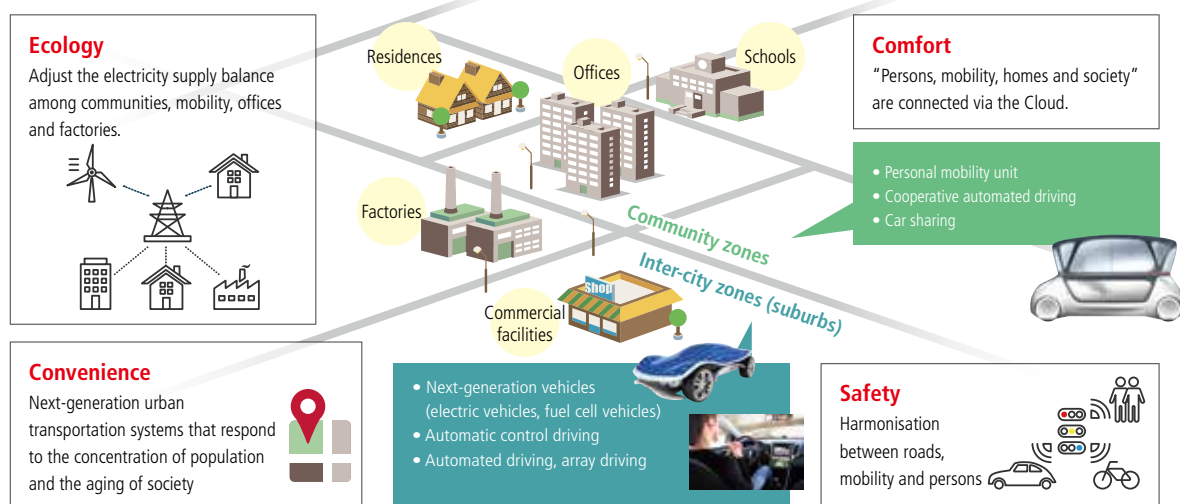 Ecology
Adjust the electricity supply balance
among communities, mobility, offices
and factories.
Residences
Offices
Schools
Factories
Commercial
facilities
shop
Community zones
Inter-city zones (suburbs)
Comfort
“Persons, mobility, homes and society”
are connected via the Cloud.
• Personal mobility unit
• Cooperative automated driving
• Car sharing
Convenience
Next-generation urban
transportation systems that respond
to the concentration of population
and the aging of society
• Next-generation vehicles
(electric vehicles, fuel cell vehicles)
• Automatic control driving
• Automated driving, array driving
Safety
Harmonisation
between roads,
mobility and persons